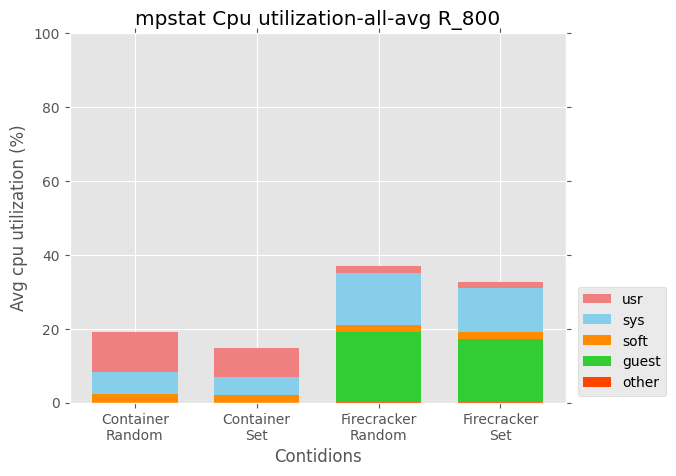 mpstat Cpu utilization-all-avg R_800
Avg cpu utilization (%)
100
80
60
40
20
0
Container
Random
Container
Set
Firecracker
Random
Firecracker
Set
Contidions
usr
sys
soft
guest
other